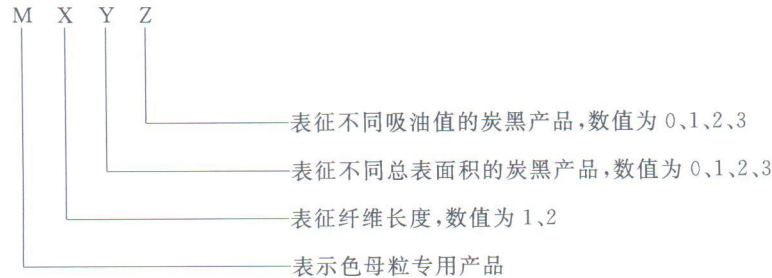 M X Y Z
表征不同吸油值的炭黑产品,数值为 0、1、2、3
表征不同总表面积的炭黑产品,数值为 0、1、2、3
表征纤维长度,数值为 1、2
表示色母粒专用产品